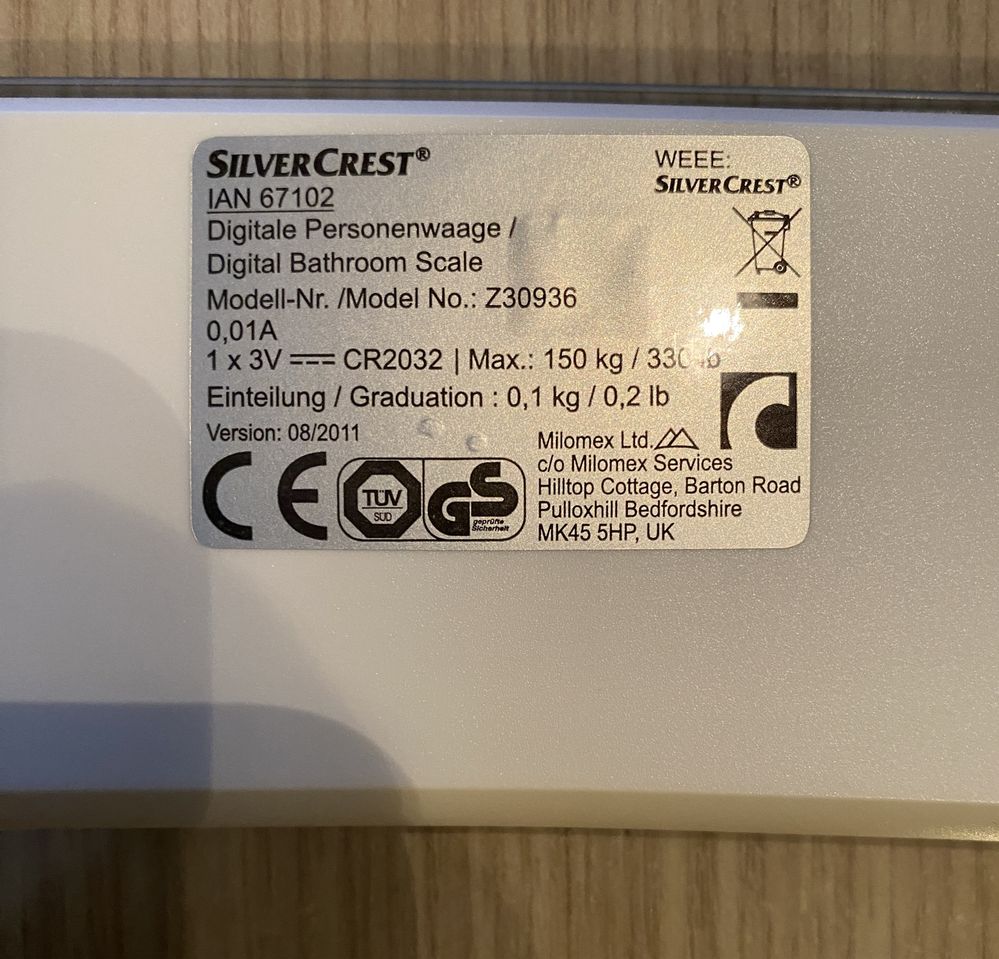 SILVERCREST®
WEEE:
SILVERCREST®
IAN 67102
Digitale Personenwaage /
Digital Bathroom Scale
Modell-Nr. /Model No.: Z30936
0,01A
1 x 3V CR2032 | Max.: 150 kg / 330 lb
Einteilung / Graduation : 0,1 kg / 0,2 lb
Version: 08/2011
CE
TÜV
SÜD
GS
geprüfte
Sicherheit
Milomex Ltd.
c/o Milomex Services
Hilltop Cottage, Barton Road
Pulloxhill Bedfordshire
MK45 5HP, UK